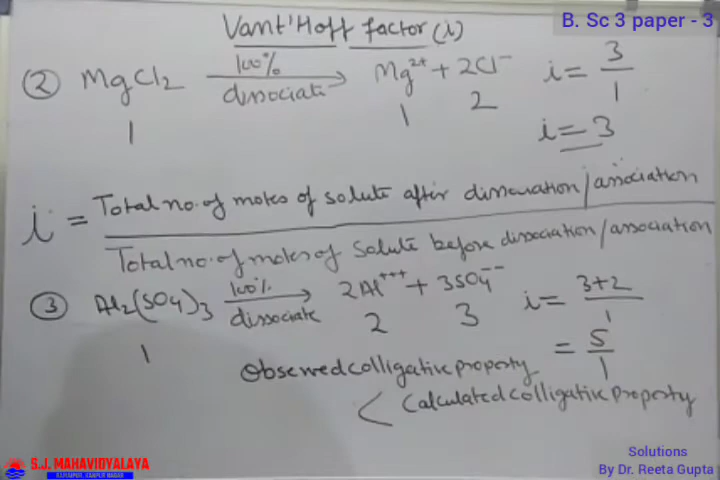 Vant'Hoff factor (i)
B. Sc 3 paper - 3
② MgCl2 100% dissociate → Mg2+ + 2Cl− i = 3/1
1 1 2
i = 3
i = Total no. of moles of solute after dissociation/association
Total no. of moles of solute before dissociation/association
③ Al2(SO4)3 100% dissociate → 2Al+++ + 3SO4−− i = 3+2/1
1 2 3
= 5/1
Observed colligative property
< Calculated colligative property
Solutions
By Dr. Reeta Gupta
S.J. MAHAVIDYALAYA